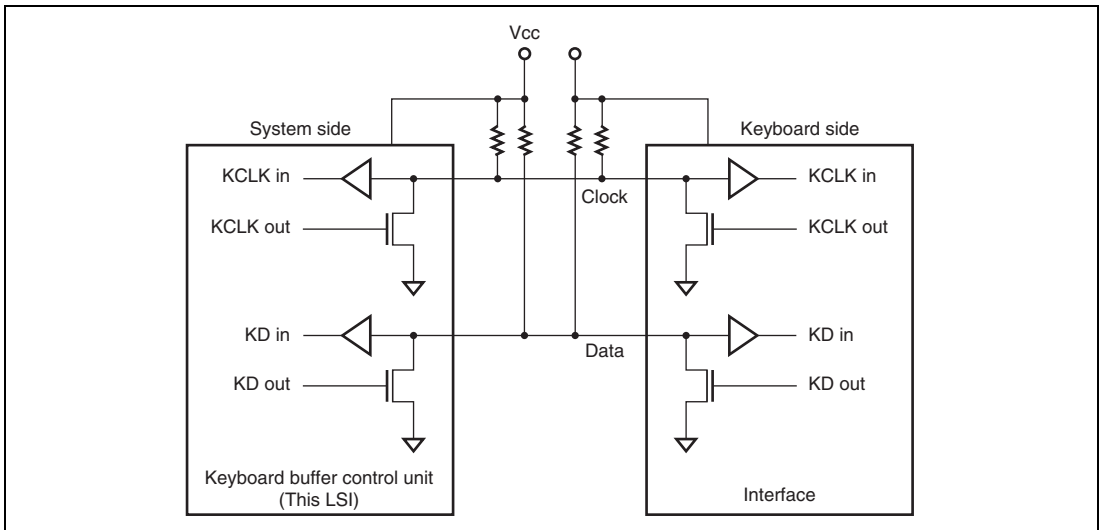 Vcc
System side
Keyboard side
KCLK in
KCLK in
Clock
KCLK out
KCLK out
KD in
KD in
Data
KD out
KD out
Keyboard buffer control unit
(This LSI)
Interface